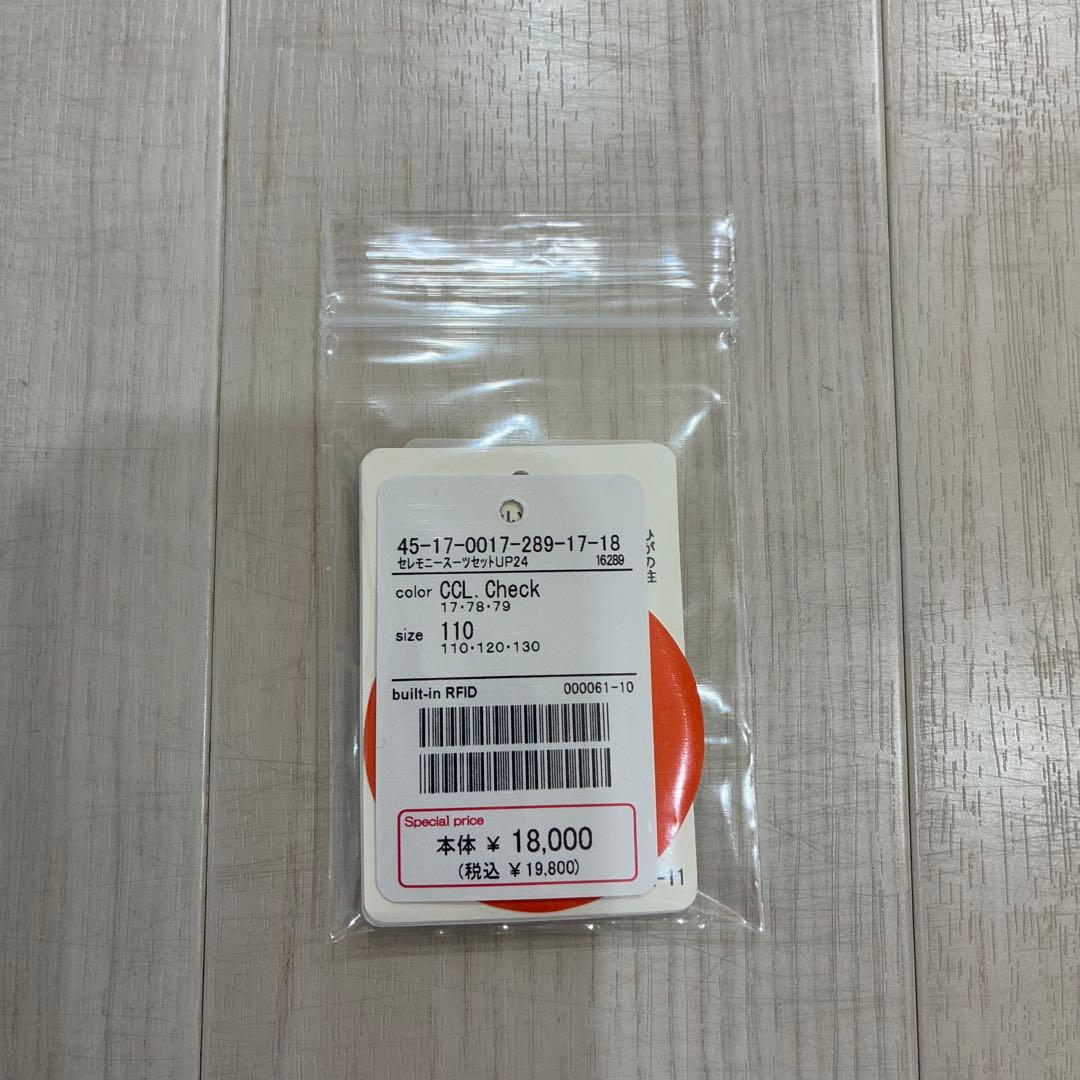 45-17-0017-289-17-18
セレモニースーツセットUP24 16289
color CCL. Check
17・78・79
size 110
110・120・130
built-in RFID 000061-10
Special price
本体 ¥ 18,000
(税込 ¥19,800)
-11